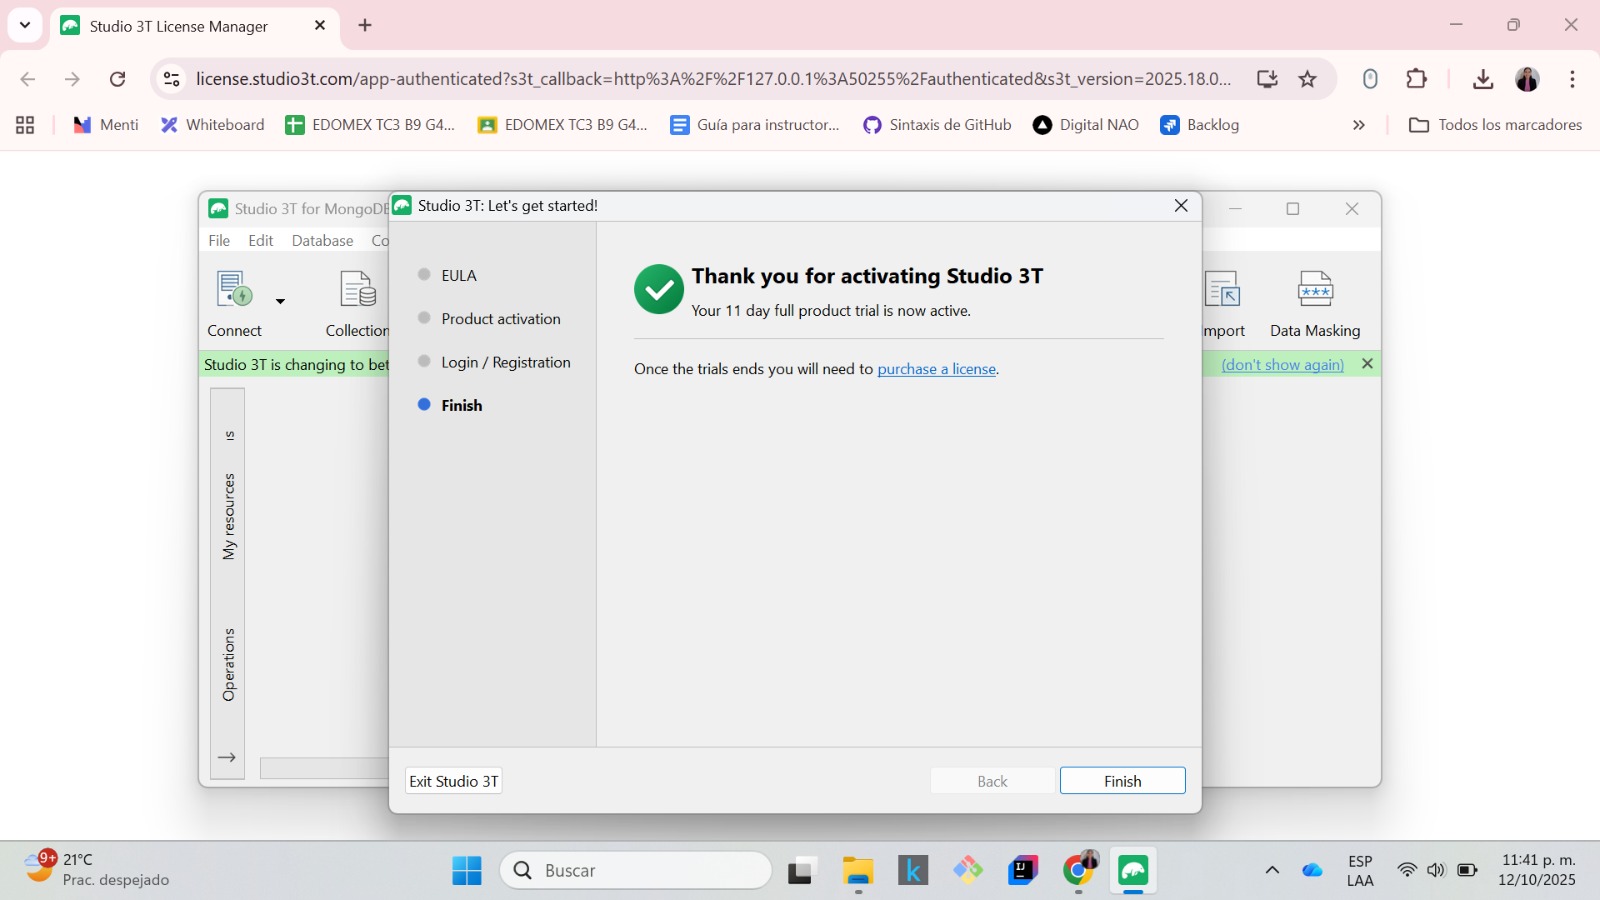 Studio 3T License Manager
license.studio3t.com/app-authenticated?s3t_callback=http%3A%2F%2F127.0.0.1%3A50255%2Fauthenticated&s3t_version=2025.18.0...
Menti
Whiteboard
EDOMEX TC3 B9 G4...
EDOMEX TC3 B9 G4...
Guía para instructor...
Sintaxis de GitHub
Digital NAO
Backlog
»
Todos los marcadores
Studio 3T for MongoDB
File Edit Database Co
Connect
Collection
Import
Data Masking
Studio 3T is changing to bet
(don't show again)
My resources
Operations
Studio 3T: Let's get started!
EULA
Product activation
Login / Registration
Finish
Thank you for activating Studio 3T
Your 11 day full product trial is now active.
Once the trials ends you will need to purchase a license.
Exit Studio 3T
Back
Finish
9+
21°C
Prac. despejado
Buscar
k
IJ
ESP
LAA
11:41 p. m.
12/10/2025